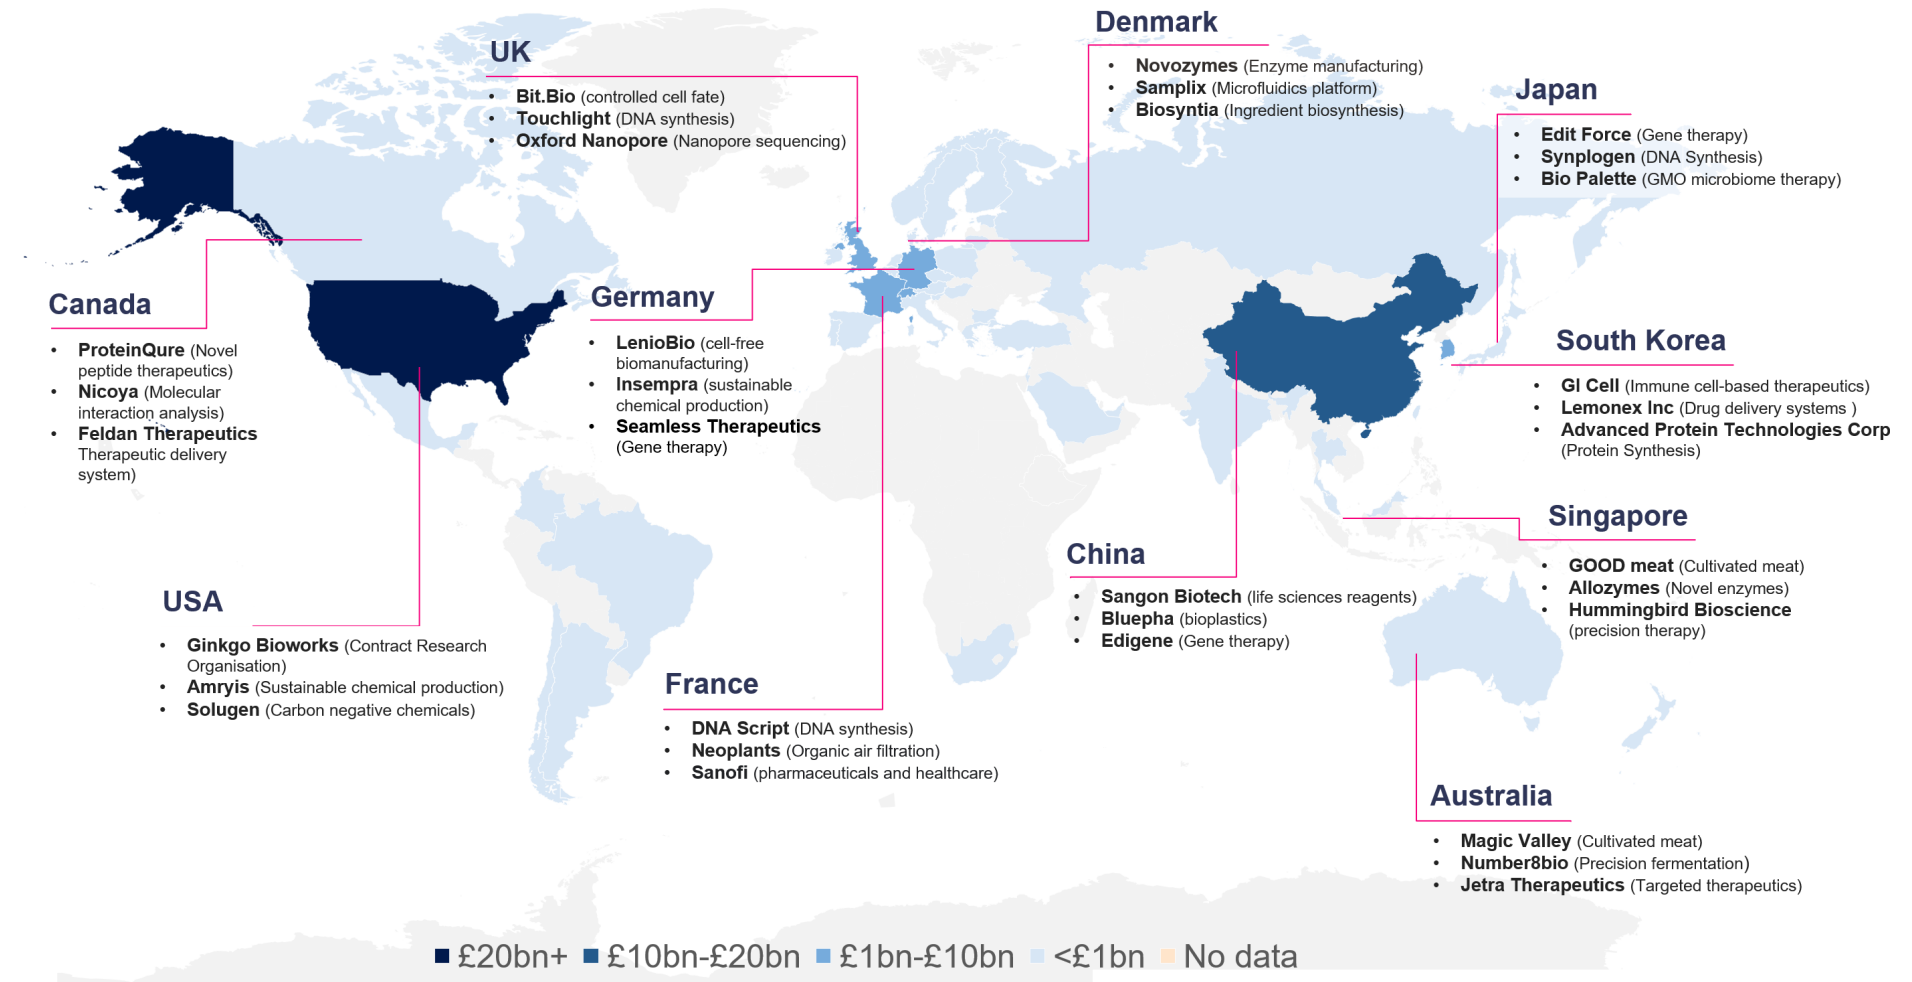 UK
• Bit.Bio (controlled cell fate)
• Touchlight (DNA synthesis)
• Oxford Nanopore (Nanopore sequencing)
Denmark
• Novozymes (Enzyme manufacturing)
• Samplix (Microfluidics platform)
• Biosyntia (Ingredient biosynthesis)
Japan
• Edit Force (Gene therapy)
• Synplogen (DNA Synthesis)
• Bio Palette (GMO microbiome therapy)
Canada
• ProteinQure (Novel
peptide therapeutics)
• Nicoya (Molecular
interaction analysis)
• Feldan Therapeutics
Therapeutic delivery
system)
Germany
• LenioBio (cell-free
biomanufacturing)
• Insempra (sustainable
chemical production)
• Seamless Therapeutics
(Gene therapy)
South Korea
• GI Cell (Immune cell-based therapeutics)
• Lemonex Inc (Drug delivery systems )
• Advanced Protein Technologies Corp
(Protein Synthesis)
Singapore
• GOOD meat (Cultivated meat)
• Allozymes (Novel enzymes)
• Hummingbird Bioscience
(precision therapy)
China
• Sangon Biotech (life sciences reagents)
• Bluepha (bioplastics)
• Edigene (Gene therapy)
USA
• Ginkgo Bioworks (Contract Research
Organisation)
• Amryis (Sustainable chemical production)
• Solugen (Carbon negative chemicals)
France
• DNA Script (DNA synthesis)
• Neoplants (Organic air filtration)
• Sanofi (pharmaceuticals and healthcare)
Australia
• Magic Valley (Cultivated meat)
• Number8bio (Precision fermentation)
• Jetra Therapeutics (Targeted therapeutics)
£20bn+ £10bn-£20bn £1bn-£10bn <£1bn No data